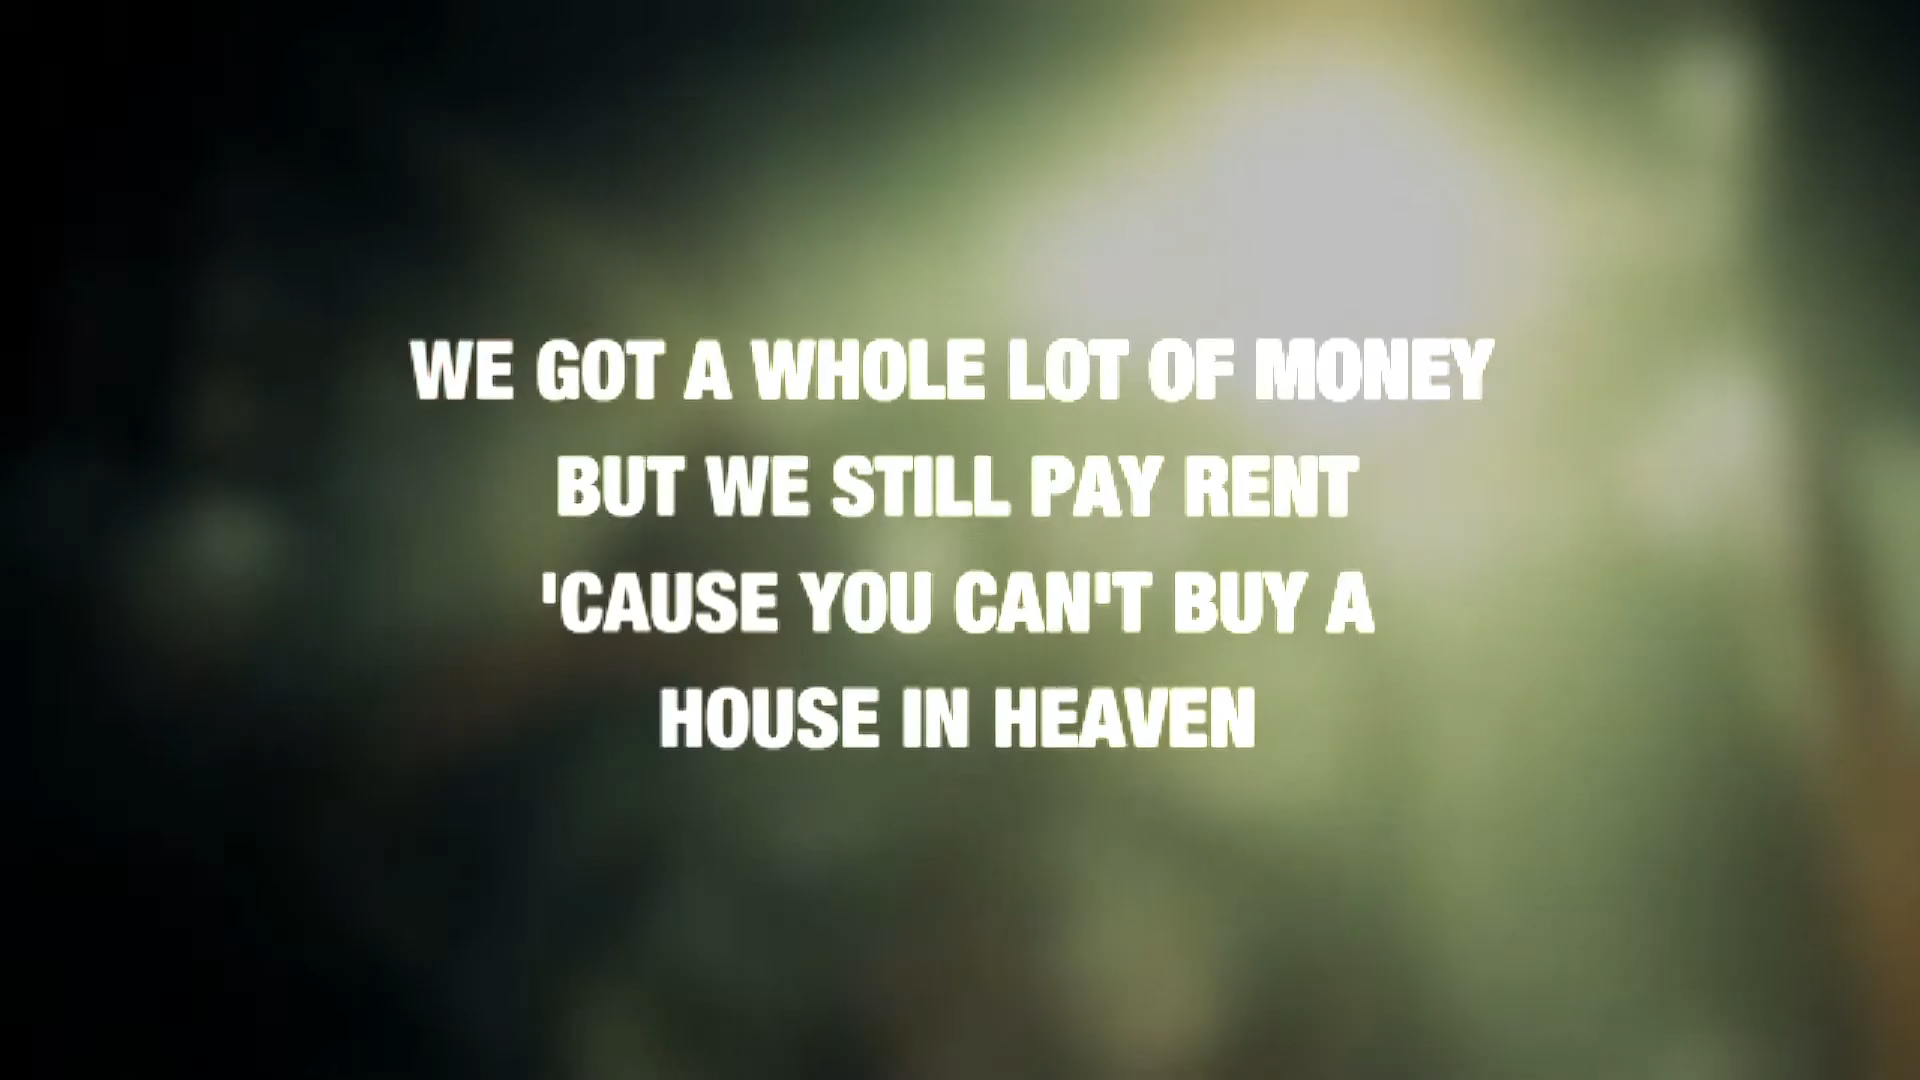 WE GOT A WHOLE LOT OF MONEY
BUT WE STILL PAY RENT
'CAUSE YOU CAN'T BUY A
HOUSE IN HEAVEN